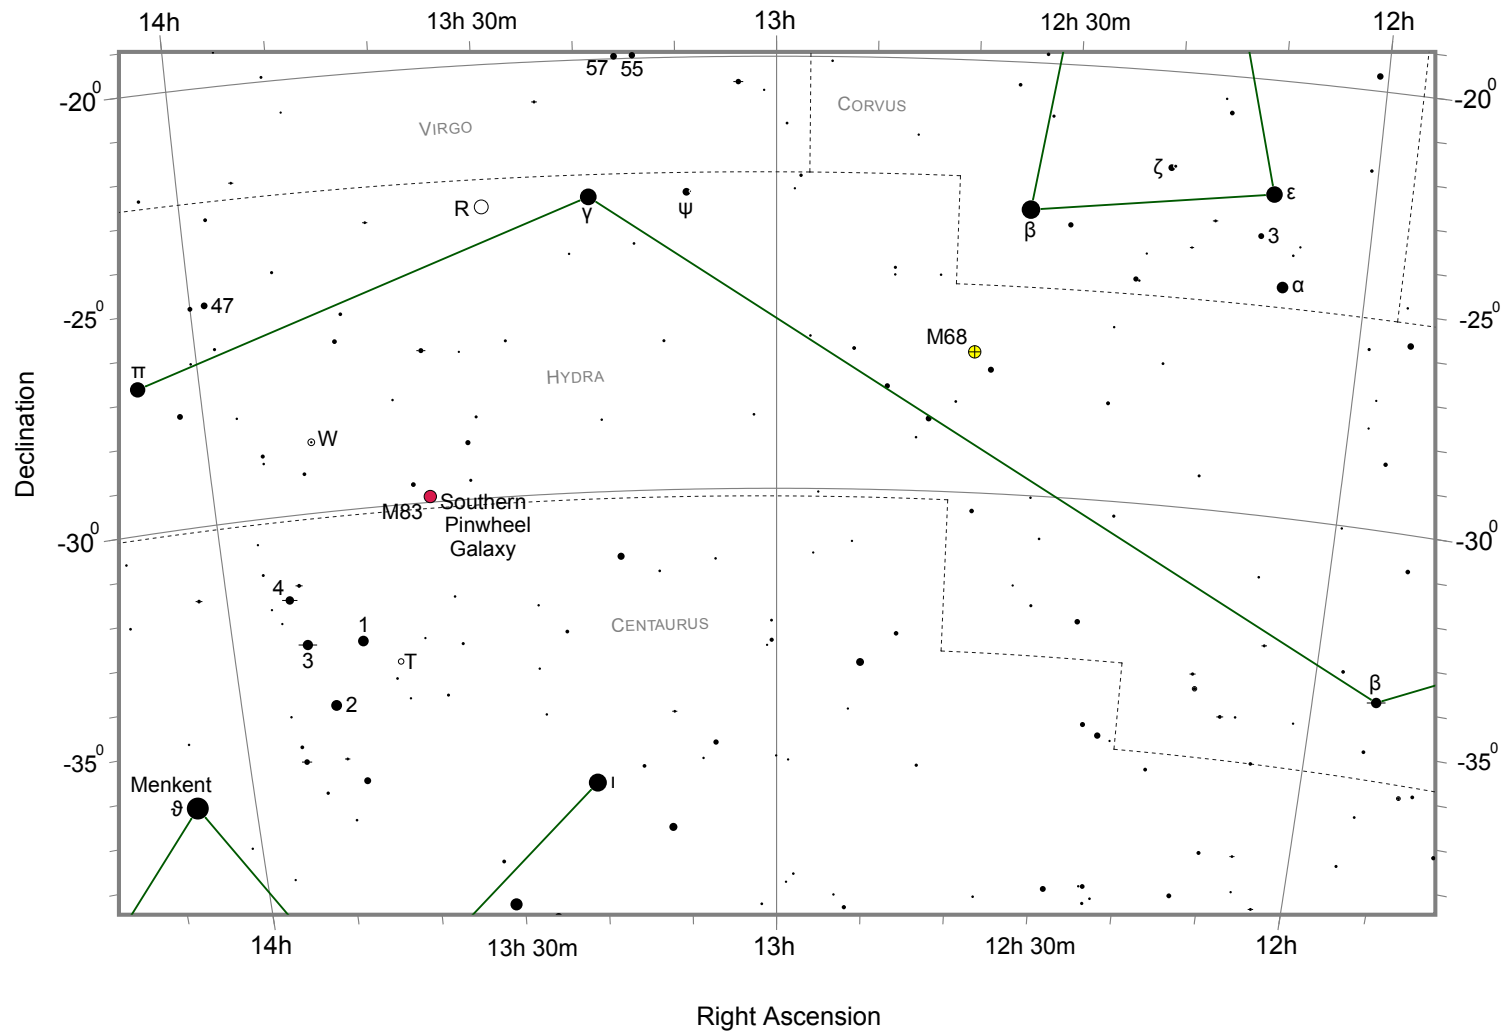 14h 13h 30m 13h 12h 30m 12h
57 55
-20⁰ CORVUS -20⁰
VIRGO
ζ
R γ ψ β ε
3
47 α
-25⁰ -25⁰
M68
π
HYDRA
W
Declination
M83 Southern
Pinwheel
Galaxy
-30⁰ -30⁰
4
1 CENTAURUS
3 T
2 β
-35⁰ -35⁰
Menkent
ϑ ι
14h 13h 30m 13h 12h 30m 12h
Right Ascension